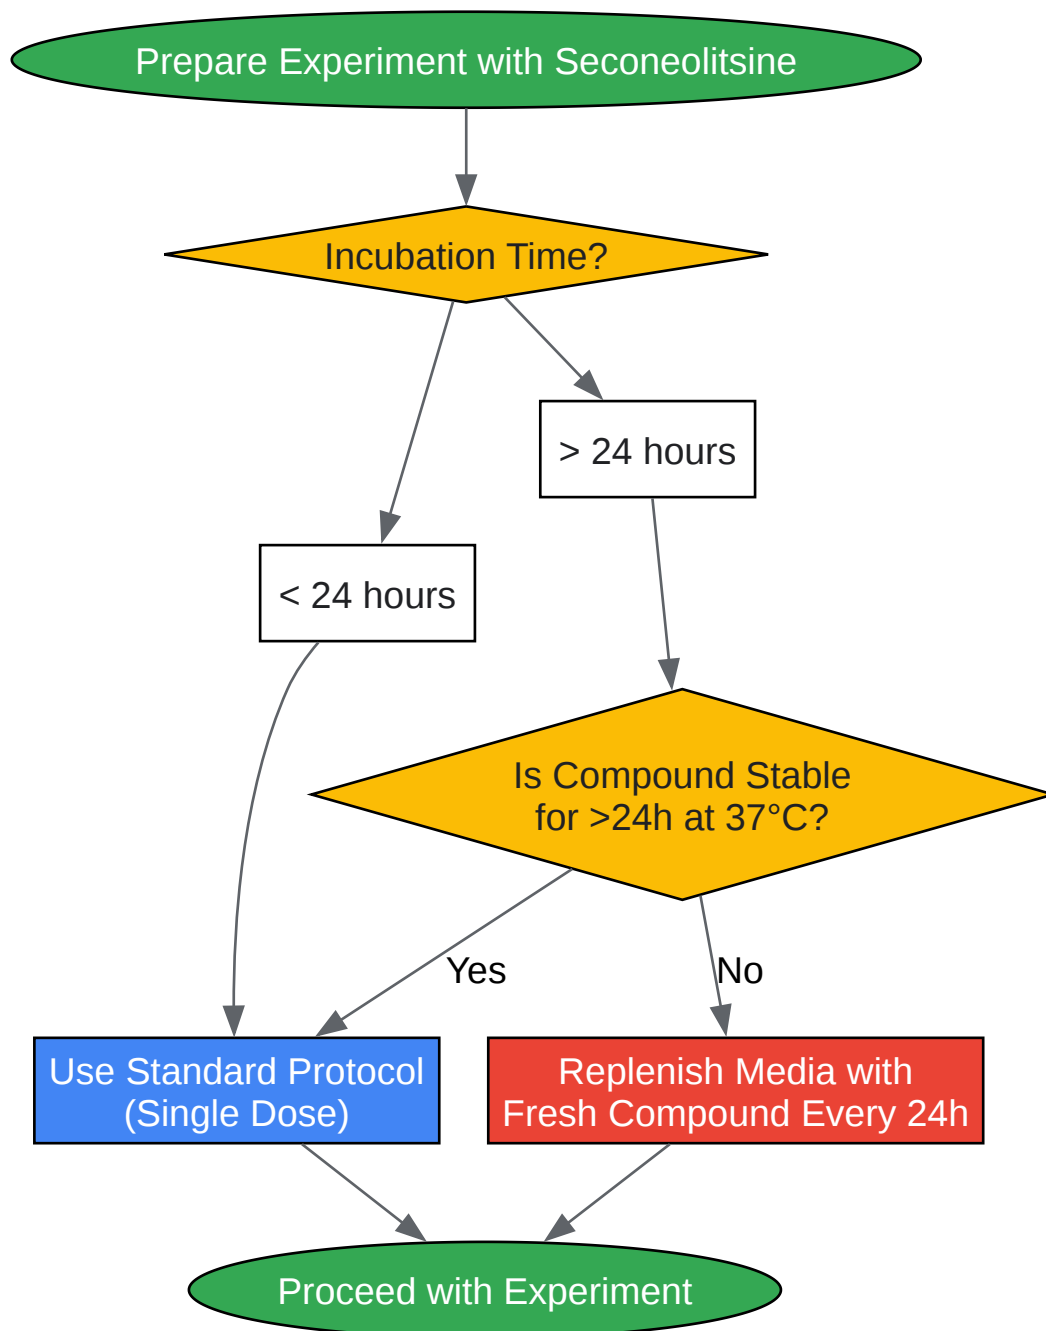 Prepare Experiment with Seconeolitsine
Incubation Time?
> 24 hours
< 24 hours
Is Compound Stable
for >24h at 37°C?
Yes
No
Use Standard Protocol
(Single Dose)
Replenish Media with
Fresh Compound Every 24h
Proceed with Experiment